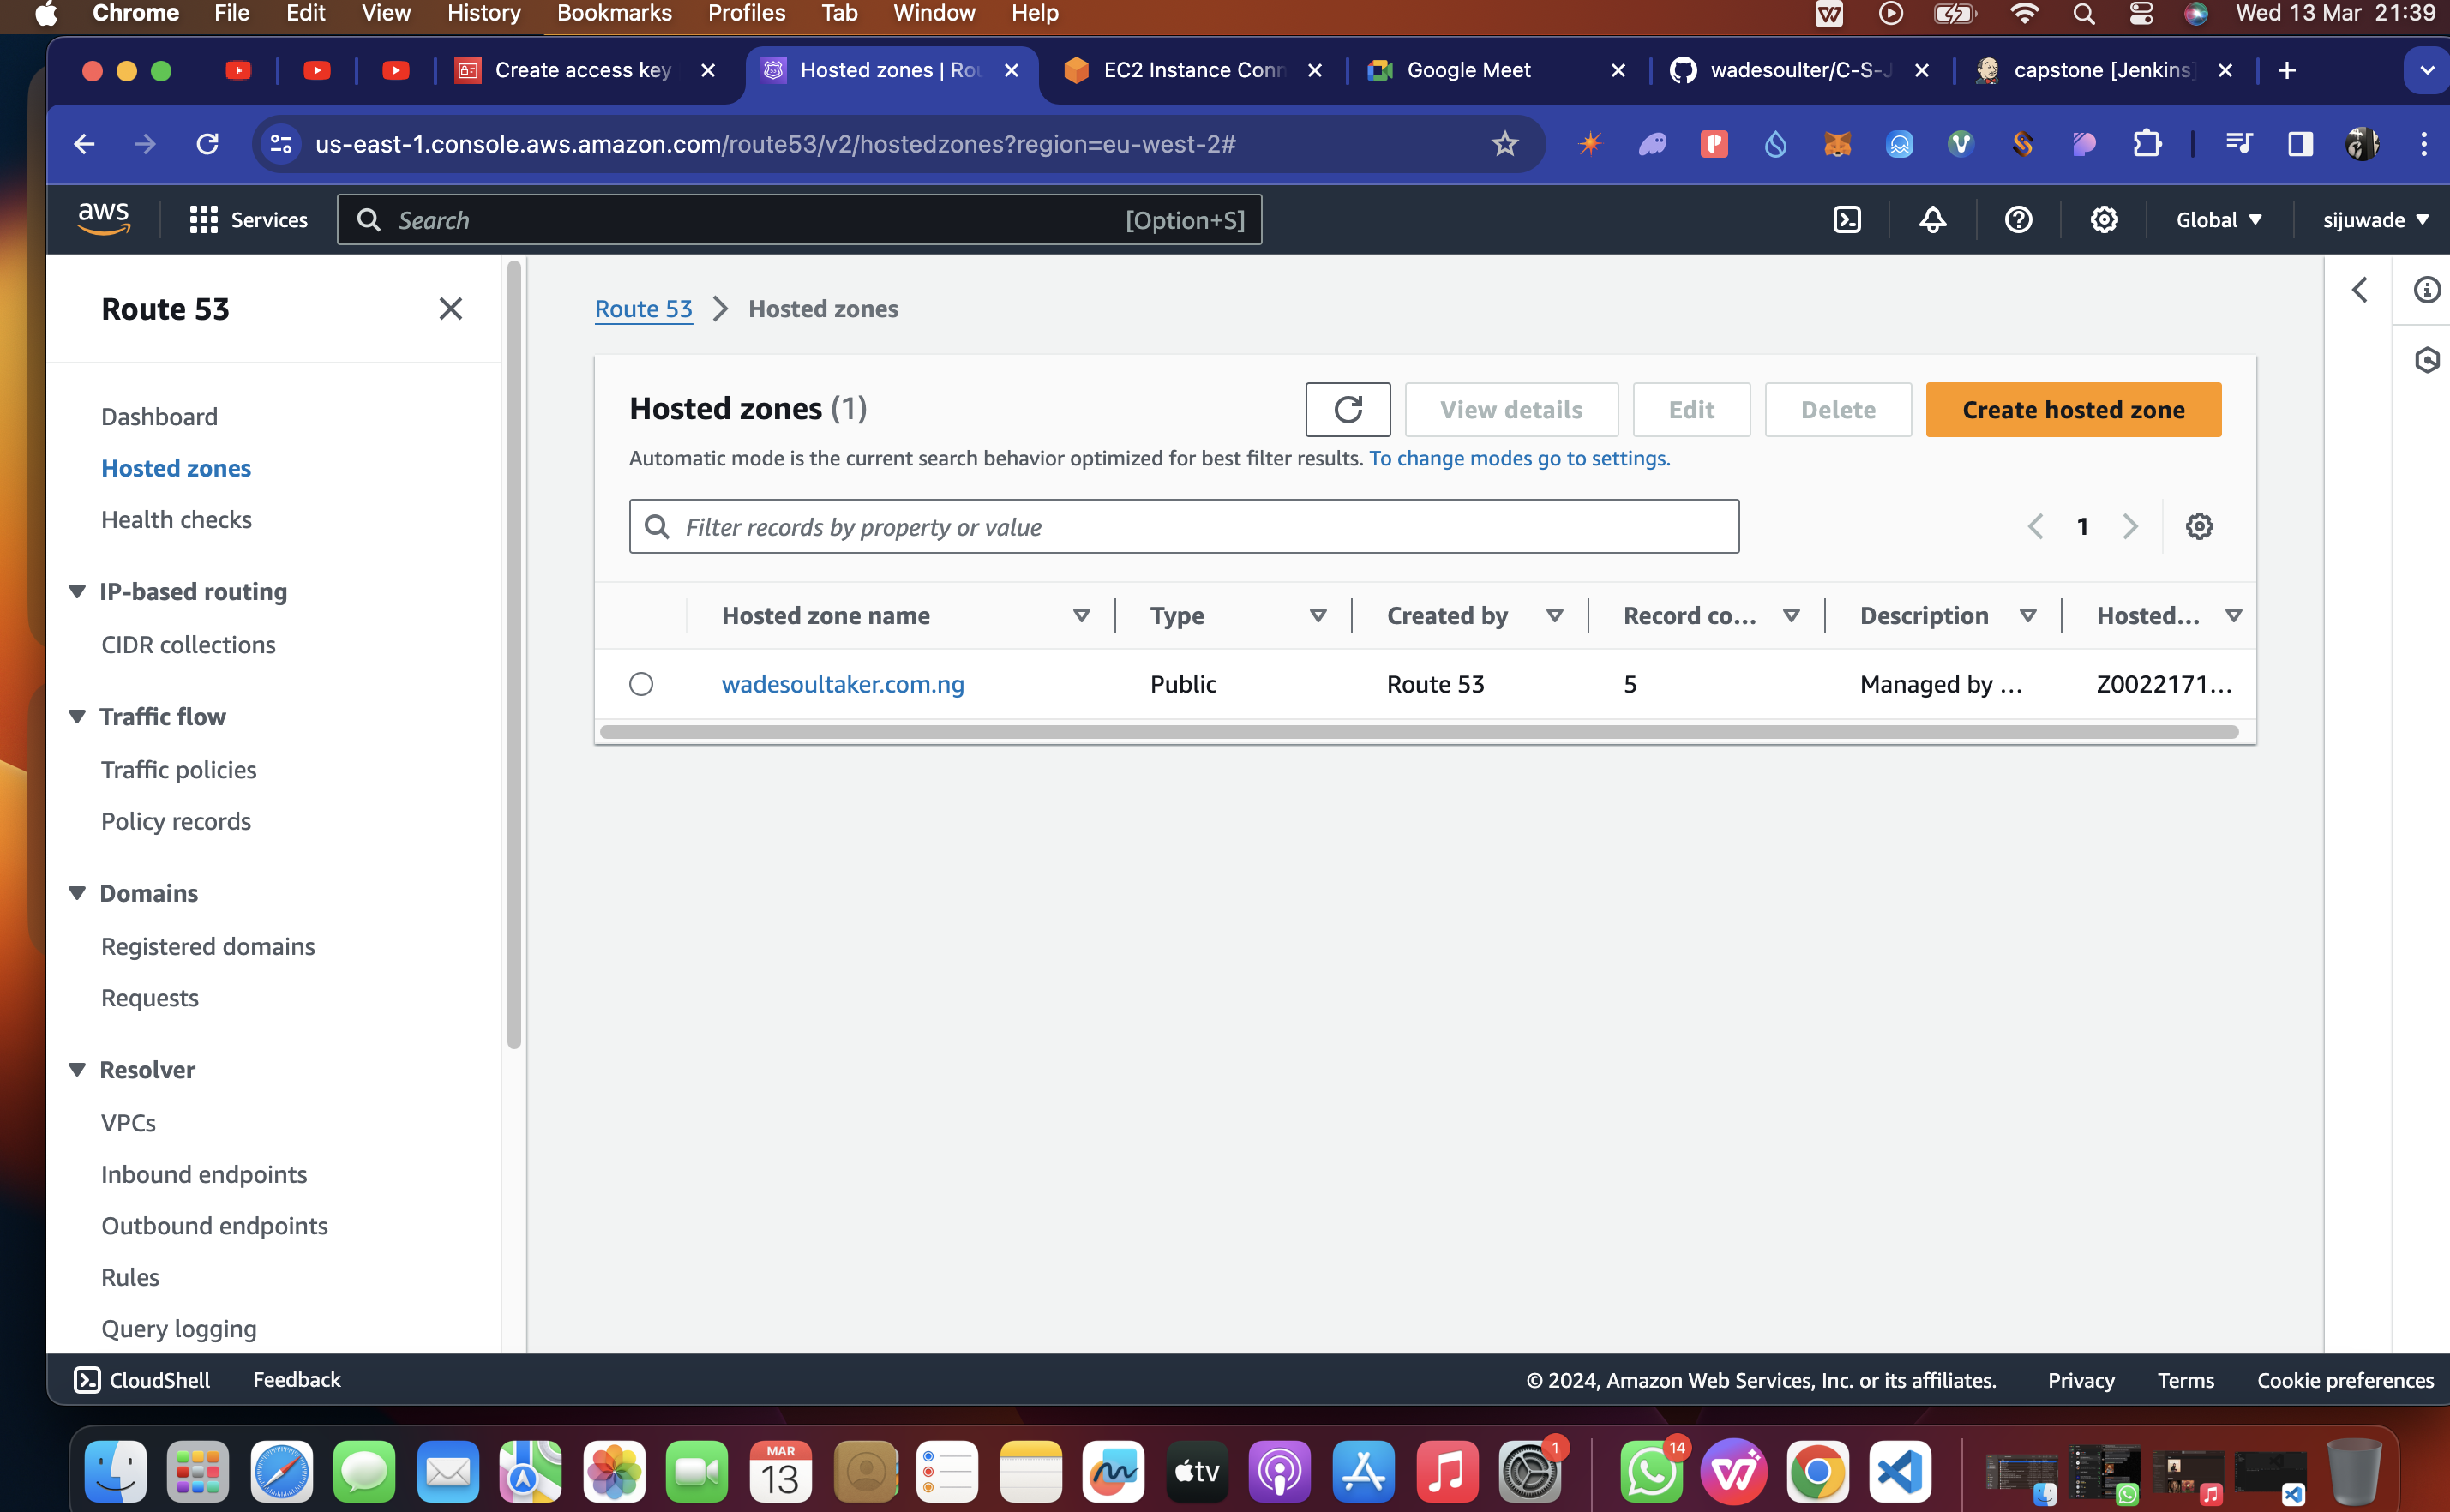 Chrome File Edit View History Bookmarks Profiles Tab Window Help Wed 13 Mar 21:39
Create access key Hosted zones | Rou EC2 Instance Conn Google Meet wadesoulter/C-S-J capstone [Jenkins]
us-east-1.console.aws.amazon.com/route53/v2/hostedzones?region=eu-west-2#
aws Services Search [Option+S] Global sijuwade
Route 53
Dashboard
Hosted zones
Health checks
IP-based routing
CIDR collections
Traffic flow
Traffic policies
Policy records
Domains
Registered domains
Requests
Resolver
VPCs
Inbound endpoints
Outbound endpoints
Rules
Query logging
Route 53 Hosted zones
Hosted zones (1) View details Edit Delete Create hosted zone
Automatic mode is the current search behavior optimized for best filter results. To change modes go to settings.
Filter records by property or value 1
Hosted zone name Type Created by Record co... Description Hosted...
wadesoultaker.com.ng Public Route 53 5 Managed by ... Z0022171...
CloudShell Feedback © 2024, Amazon Web Services, Inc. or its affiliates. Privacy Terms Cookie preferences
MAR
13
tv
1
14